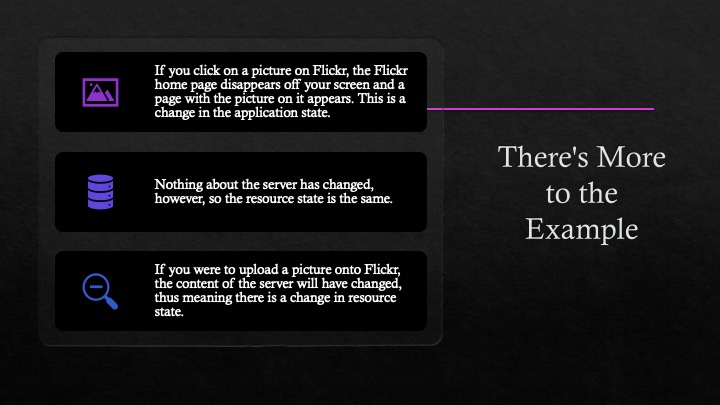 If you click on a picture on Flickr, the Flickr
home page disappears off your screen and a
page with the picture on it appears. This is a
change in the application state.
Nothing about the server has changed,
however, so the resource state is the same.
If you were to upload a picture onto Flickr,
the content of the server will have changed,
thus meaning there is a change in resource
state.
There's More
to the
Example